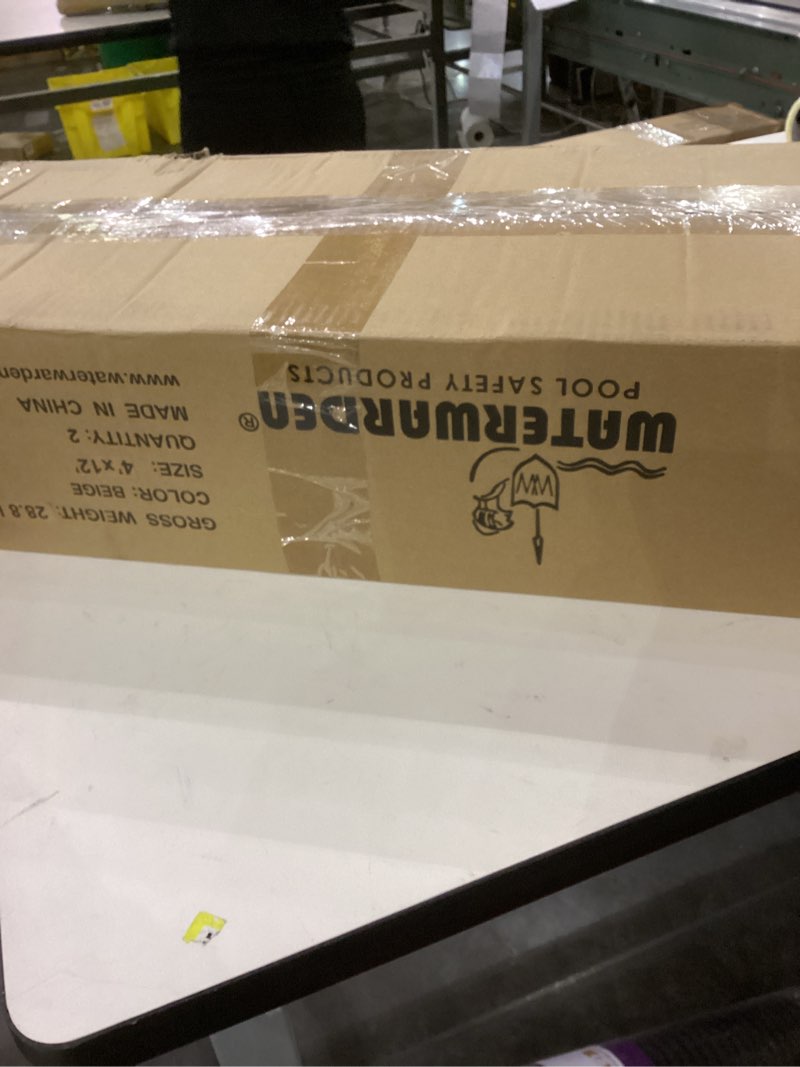 WW
WATERWARDEN®
POOL SAFETY PRODUCTS
GROSS WEIGHT: 28.8
COLOR: BEIGE
SIZE: 4'x12'
QUANTITY: 2
MADE IN CHINA
www.waterwarden